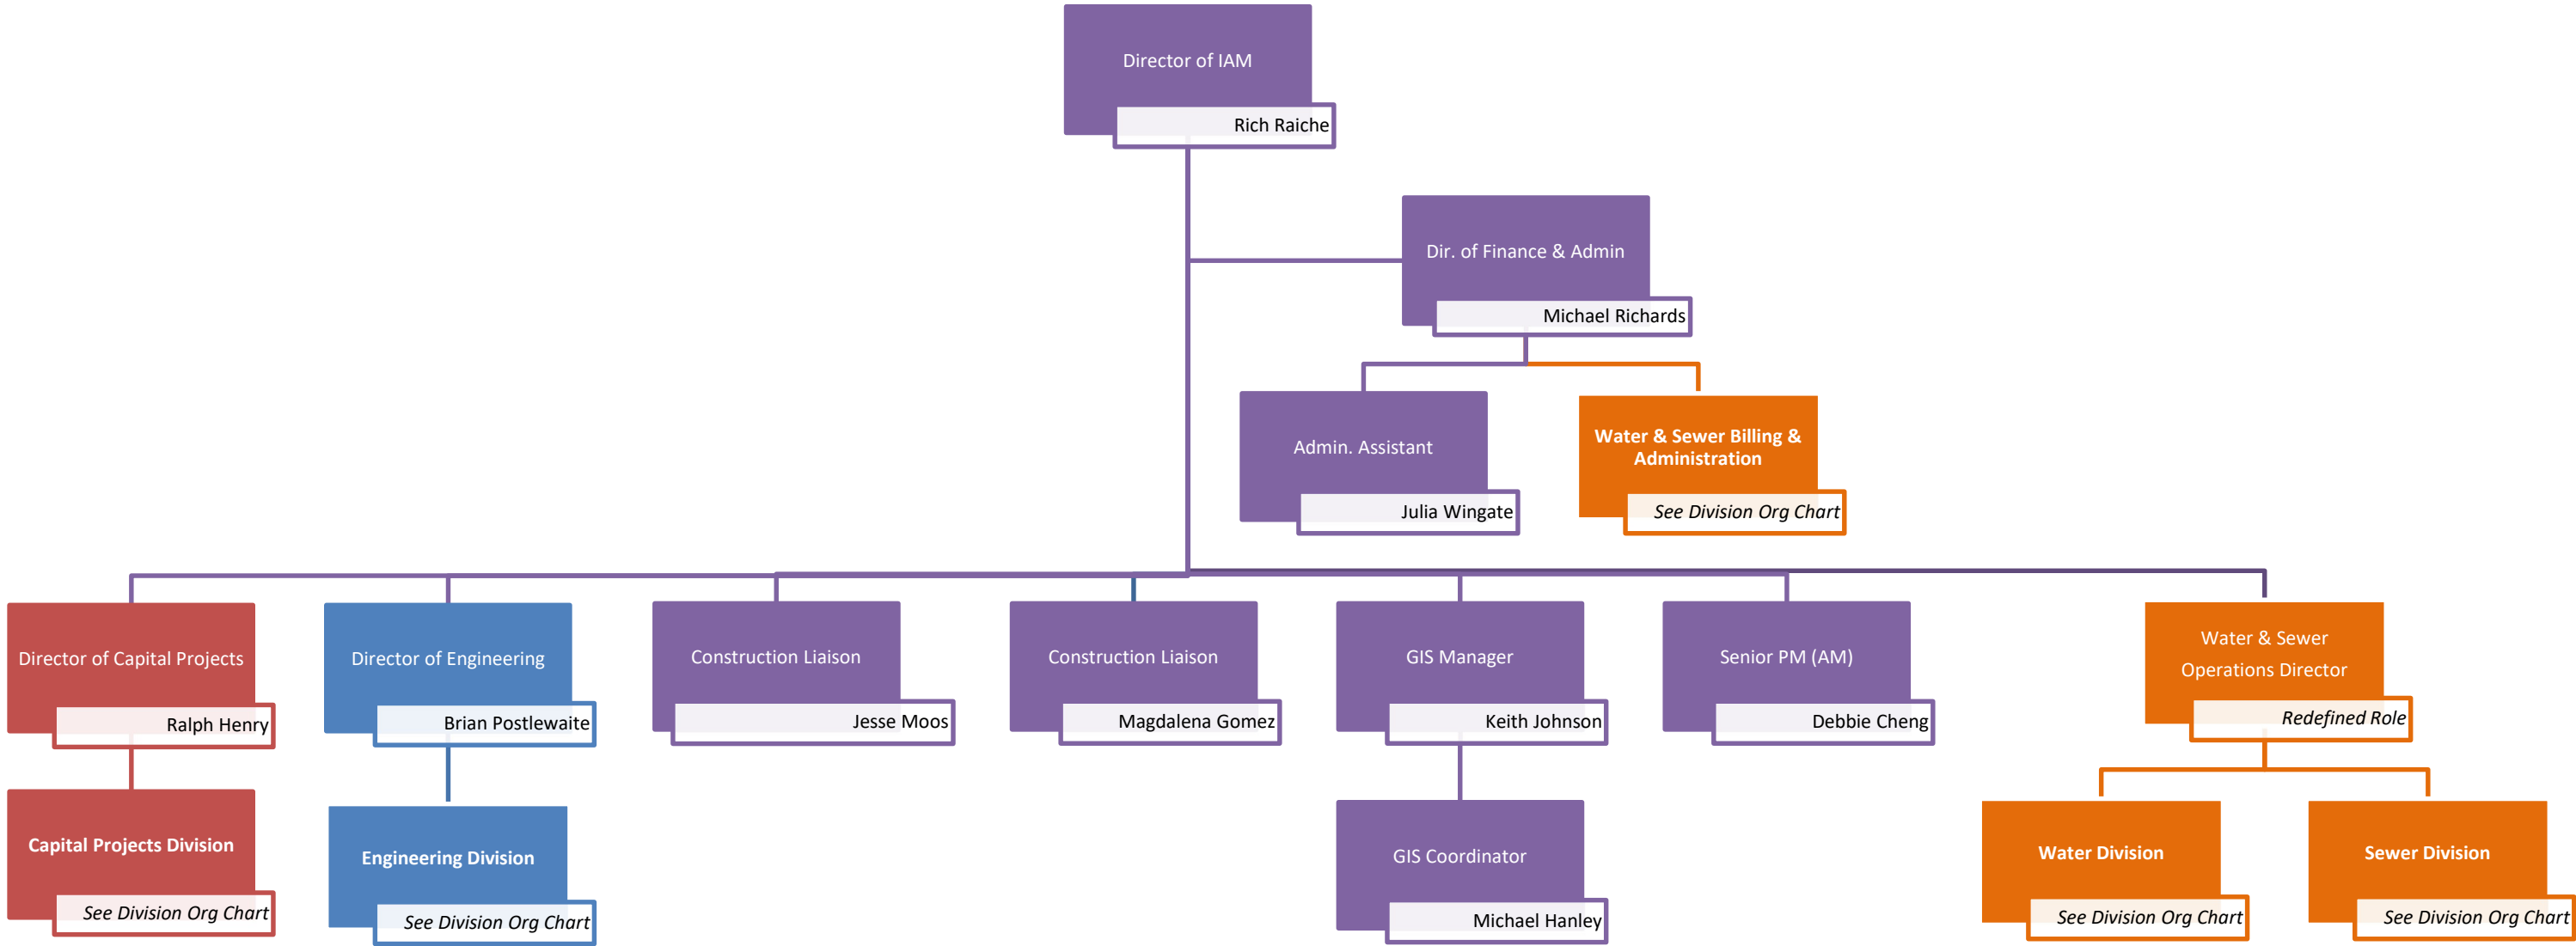 Director of IAM
Rich Raiche
Dir. of Finance & Admin
Michael Richards
Admin. Assistant
Julia Wingate
Water & Sewer Billing &
Administration
See Division Org Chart
Director of Capital Projects
Ralph Henry
Director of Engineering
Brian Postlewaite
Construction Liaison
Jesse Moos
Construction Liaison
Magdalena Gomez
GIS Manager
Keith Johnson
Senior PM (AM)
Debbie Cheng
Water & Sewer
Operations Director
Redefined Role
Capital Projects Division
See Division Org Chart
Engineering Division
See Division Org Chart
GIS Coordinator
Michael Hanley
Water Division
See Division Org Chart
Sewer Division
See Division Org Chart